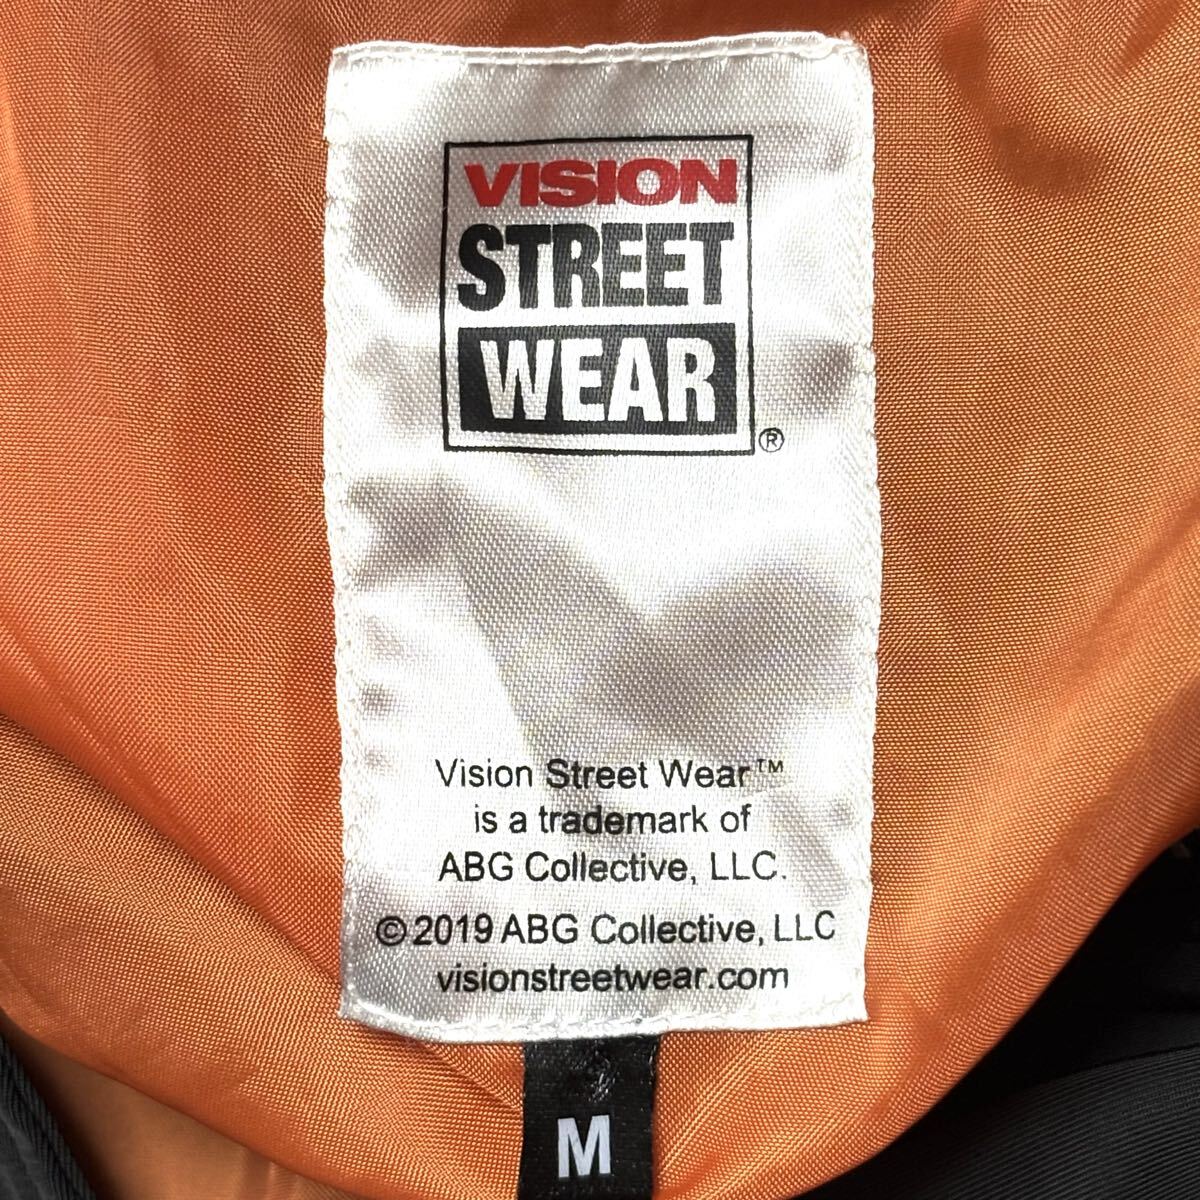 VISION
STREET
WEAR
®
Vision Street Wear™
is a trademark of
ABG Collective, LLC.
©2019 ABG Collective, LLC
visionstreetwear.com
M